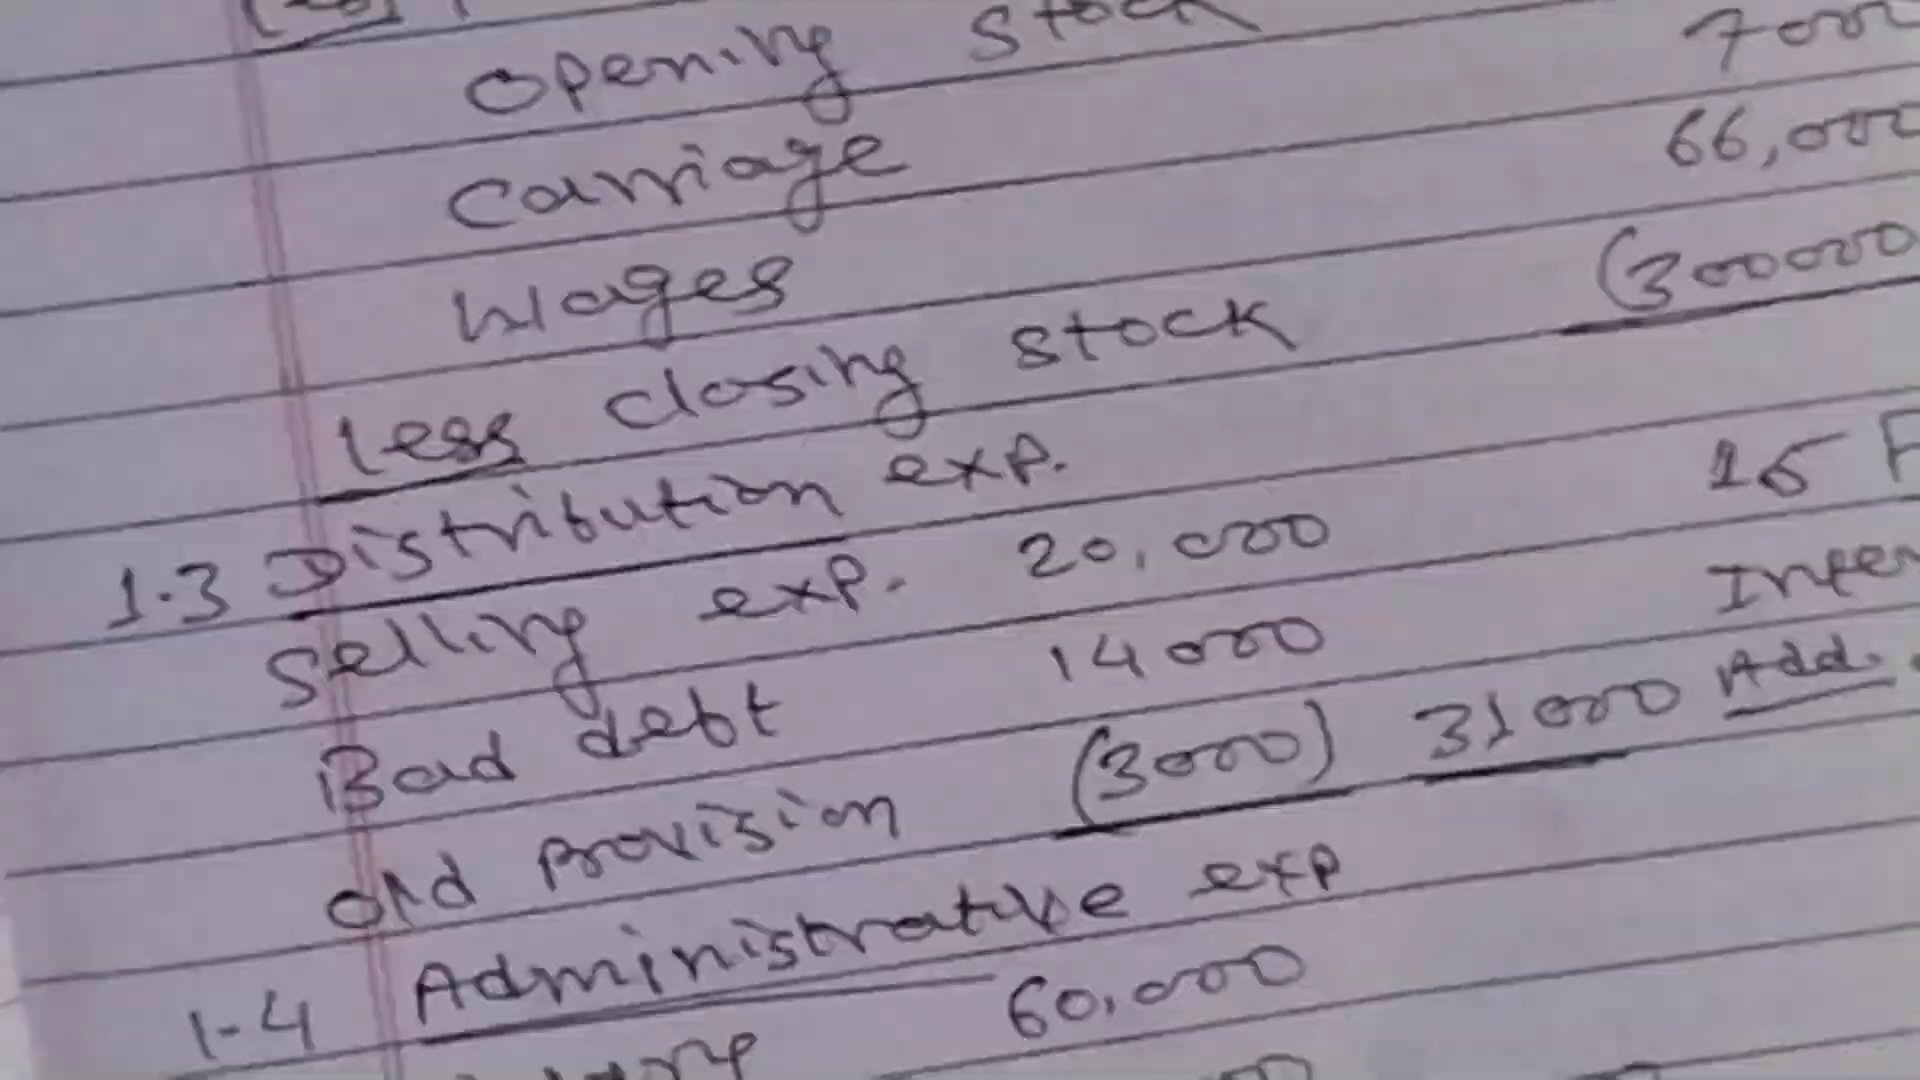 Opening stock
Carriage 7000
Wages 66,000
Less closing stock (300000
1.3 Distribution exp.
Selling exp. 20,000 15
Bad debt 14000
Old provision (3000) 31000 Add.
1-4 Administrative exp
60,000